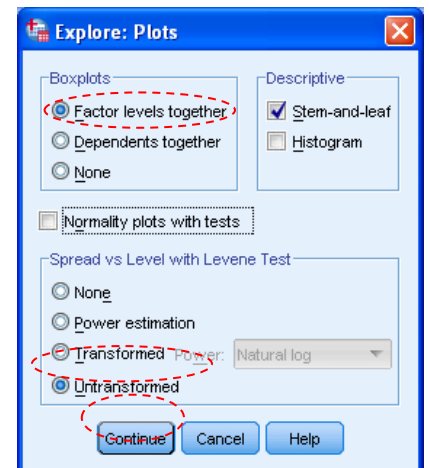 Explore: Plots
Boxplots
Factor levels together
Dependents together
None
Descriptive
Stem-and-leaf
Histogram
Normality plots with tests
Spread vs Level with Levene Test
None
Power estimation
Transformed Power: Natural log
Untransformed
Continue Cancel Help